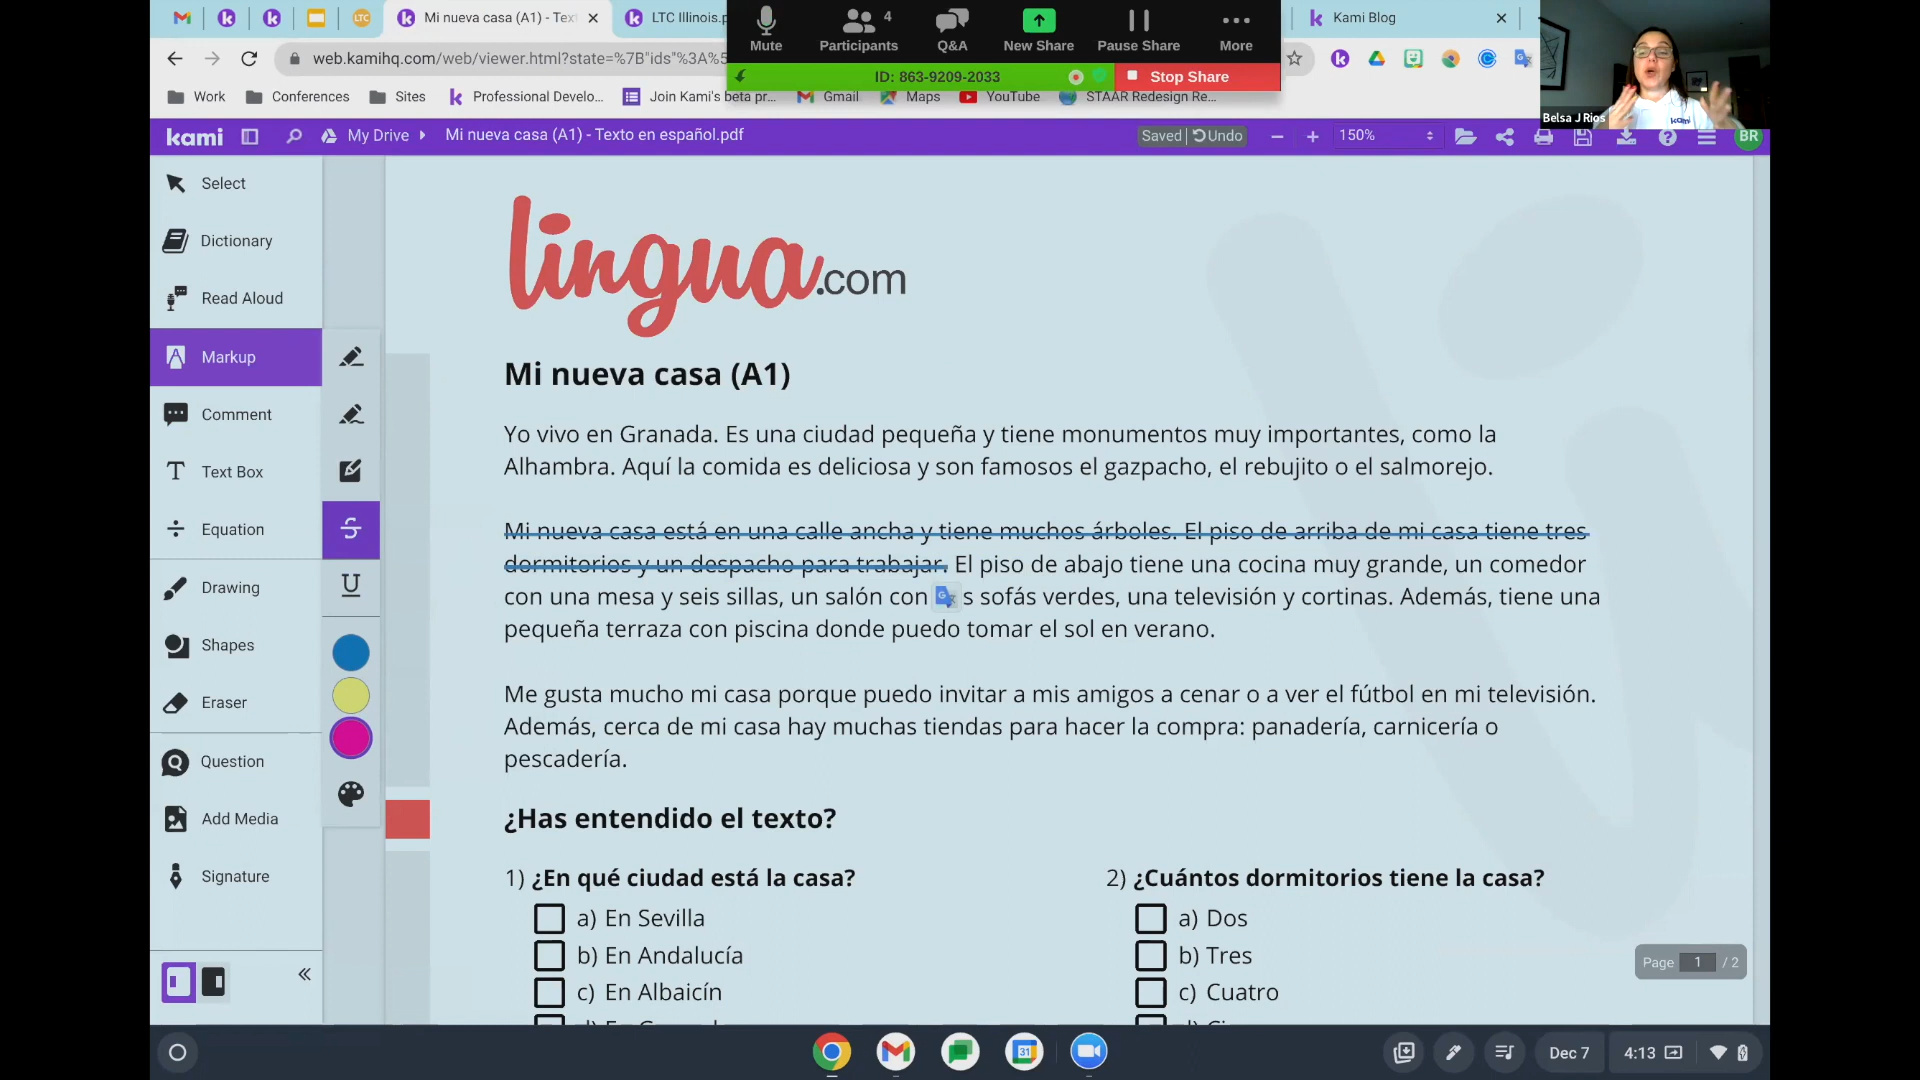 Mi nueva casa (A1) - Tex
LTC Illinois.p
Kami Blog
Mute
Participants
4
Q&A
New Share
Pause Share
More
web.kamihq.com/web/viewer.html?state=%7B"ids"%3A%5
ID: 863-9209-2033
Stop Share
Work
Conferences
Sites
Professional Develo...
Join Kami's beta pr...
Gmail
Maps
YouTube
STAAR Redesign Re...
Belsa J Rios
kami
My Drive
Mi nueva casa (A1) - Texto en español.pdf
Saved
Undo
150%
BR
Select
Dictionary
Read Aloud
Markup
Comment
Text Box
Equation
Drawing
Shapes
Eraser
Question
Add Media
Signature
lingua.com
Mi nueva casa (A1)
Yo vivo en Granada. Es una ciudad pequeña y tiene monumentos muy importantes, como la
Alhambra. Aquí la comida es deliciosa y son famosos el gazpacho, el rebujito o el salmorejo.
Mi nueva casa está en una calle ancha y tiene muchos árboles. El piso de arriba de mi casa tiene tres
dormitorios y un despacho para trabajar. El piso de abajo tiene una cocina muy grande, un comedor
con una mesa y seis sillas, un salón con s sofás verdes, una televisión y cortinas. Además, tiene una
pequeña terraza con piscina donde puedo tomar el sol en verano.
Me gusta mucho mi casa porque puedo invitar a mis amigos a cenar o a ver el fútbol en mi televisión.
Además, cerca de mi casa hay muchas tiendas para hacer la compra: panadería, carnicería o
pescadería.
¿Has entendido el texto?
1) ¿En qué ciudad está la casa?
a) En Sevilla
b) En Andalucía
c) En Albaicín
2) ¿Cuántos dormitorios tiene la casa?
a) Dos
b) Tres
c) Cuatro
Page 1 / 2
Dec 7
4:13